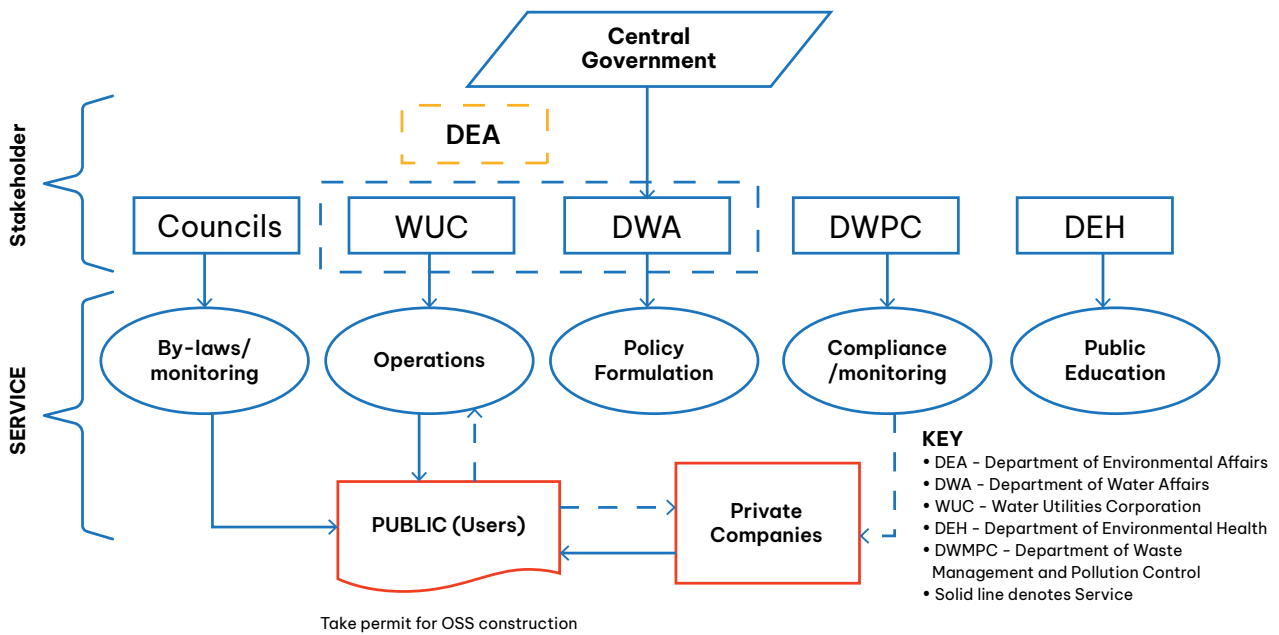 Central
Government
DEA
Stakeholder
Councils
WUC
DWA
DWPC
DEH
SERVICE
By-laws/
monitoring
Operations
Policy
Formulation
Compliance
/monitoring
Public
Education
PUBLIC (Users)
Private
Companies
KEY
• DEA - Department of Environmental Affairs
• DWA - Department of Water Affairs
• WUC - Water Utilities Corporation
• DEH - Department of Environmental Health
• DWMPC - Department of Waste
Management and Pollution Control
• Solid line denotes Service
Take permit for OSS construction